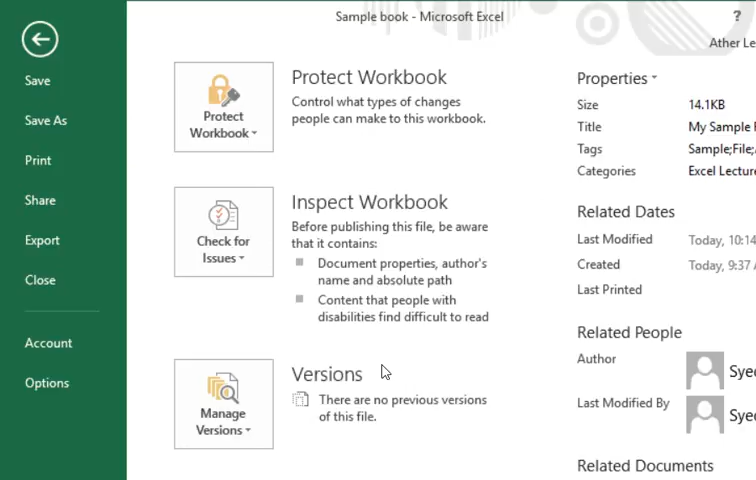 Sample book - Microsoft Excel
?
Ather Le
Save
Save As
Print
Share
Export
Close
Account
Options
Protect
Workbook
Protect Workbook
Control what types of changes
people can make to this workbook.
Check for
Issues
Inspect Workbook
Before publishing this file, be aware
that it contains:
Document properties, author's
name and absolute path
Content that people with
disabilities find difficult to read
Manage
Versions
Versions
There are no previous versions
of this file.
Properties
Size 14.1KB
Title My Sample
Tags Sample;File;
Categories Excel Lecture
Related Dates
Last Modified Today, 10:14
Created Today, 9:37
Last Printed
Related People
Author Syed
Last Modified By Syed
Related Documents